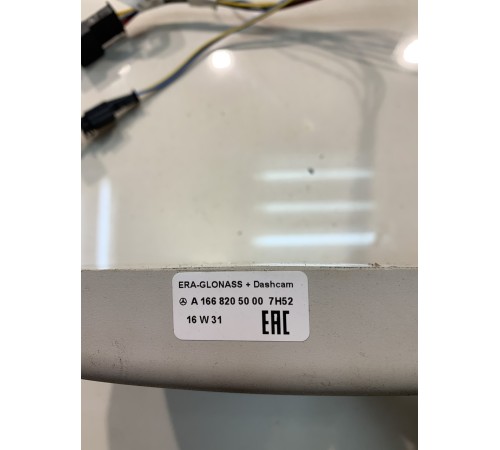 ERA-GLONASS + Dashcam
A 166 820 50 00 7H52
16 W 31
EAC